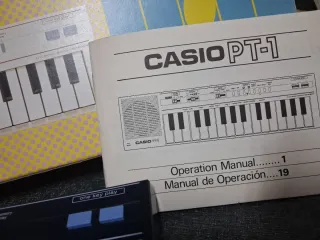 CASIO PT-1
CASIO
Operation Manual........1
Manual de Operación....19
one key play